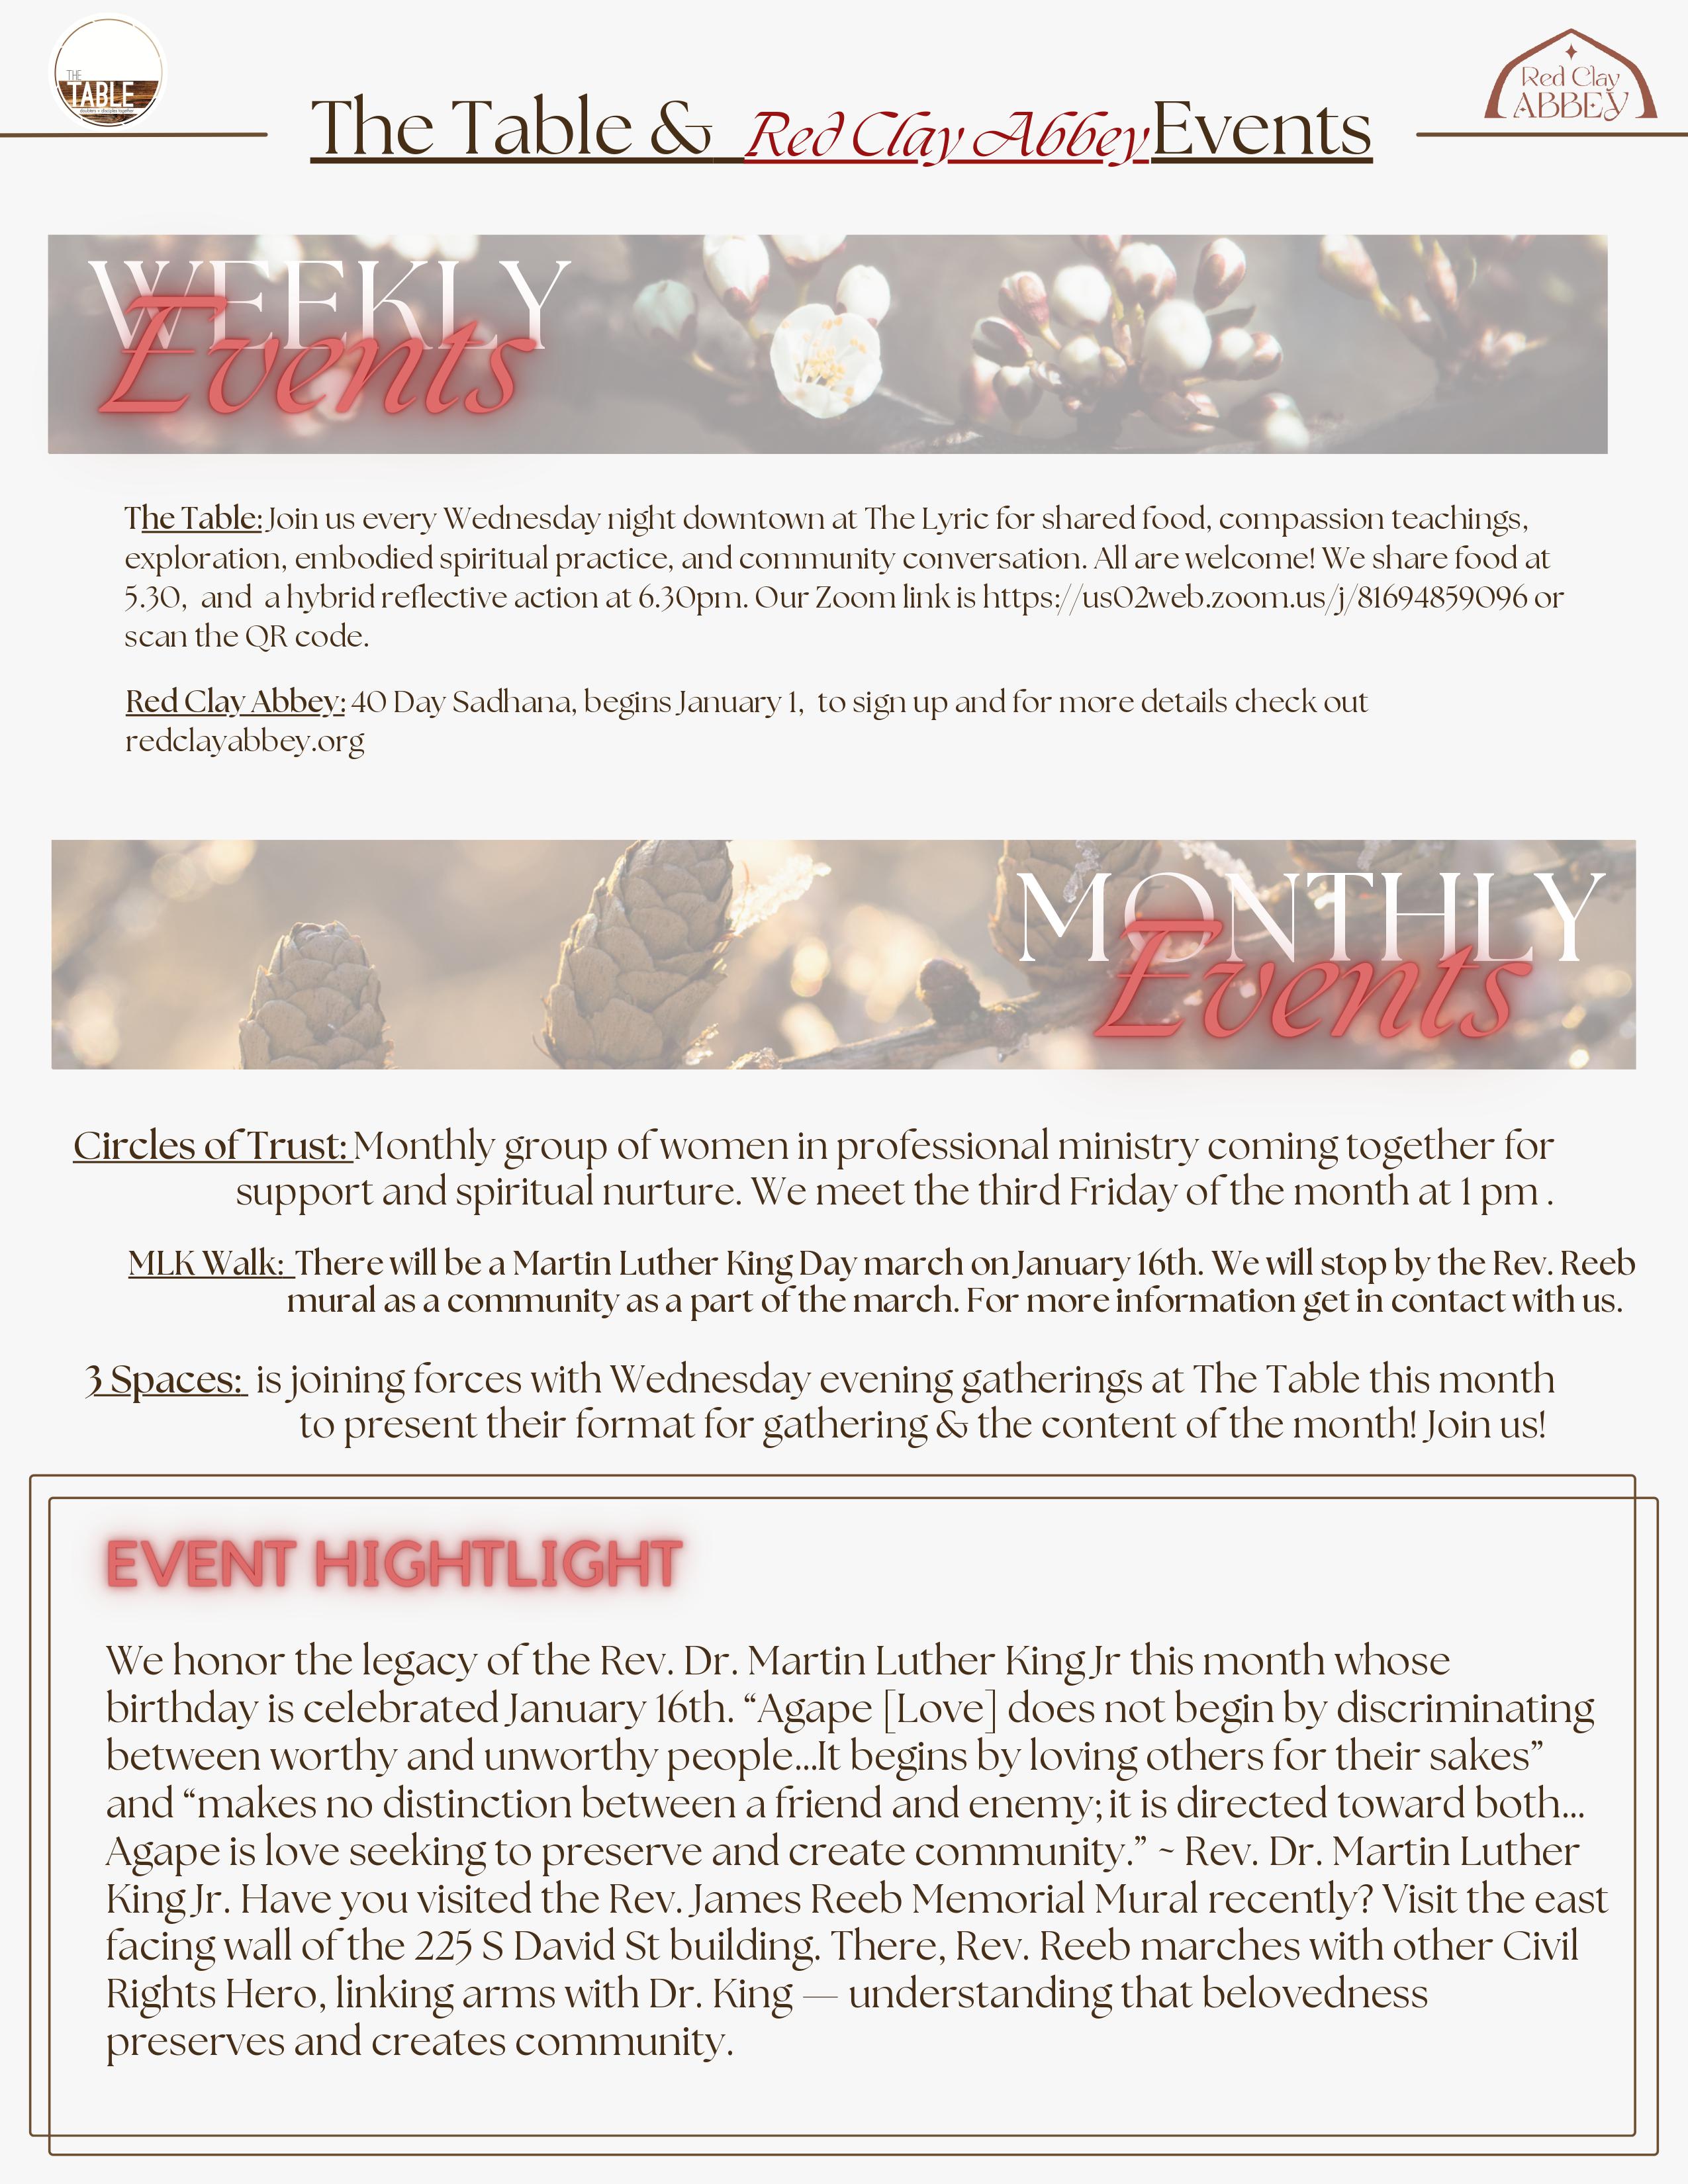 THE
TABLE
Red Clay
ABBEY
The Table & Red Clay Abbey Events
WEEKLY
Events
The Table: Join us every Wednesday night downtown at The Lyric for shared food, compassion teachings,
exploration, embodied spiritual practice, and community conversation. All are welcome! We share food at
5.30, and a hybrid reflective action at 6.30pm. Our Zoom link is https://us02web.zoom.us/j/81694859096 or
scan the QR code.
Red Clay Abbey: 40 Day Sadhana, begins January 1, to sign up and for more details check out
redclayabbey.org
MONTHLY
Events
Circles of Trust: Monthly group of women in professional ministry coming together for
support and spiritual nurture. We meet the third Friday of the month at 1 pm .
MLK Walk: There will be a Martin Luther King Day march on January 16th. We will stop by the Rev. Reeb
mural as a community as a part of the march. For more information get in contact with us.
3 Spaces: is joining forces with Wednesday evening gatherings at The Table this month
to present their format for gathering & the content of the month! Join us!
EVENT HIGHTLIGHT
We honor the legacy of the Rev. Dr. Martin Luther King Jr this month whose
birthday is celebrated January 16th. “Agape [Love] does not begin by discriminating
between worthy and unworthy people...It begins by loving others for their sakes”
and “makes no distinction between a friend and enemy; it is directed toward both...
Agape is love seeking to preserve and create community.” ~ Rev. Dr. Martin Luther
King Jr. Have you visited the Rev. James Reeb Memorial Mural recently? Visit the east
facing wall of the 225 S David St building. There, Rev. Reeb marches with other Civil
Rights Hero, linking arms with Dr. King — understanding that belovedness
preserves and creates community.